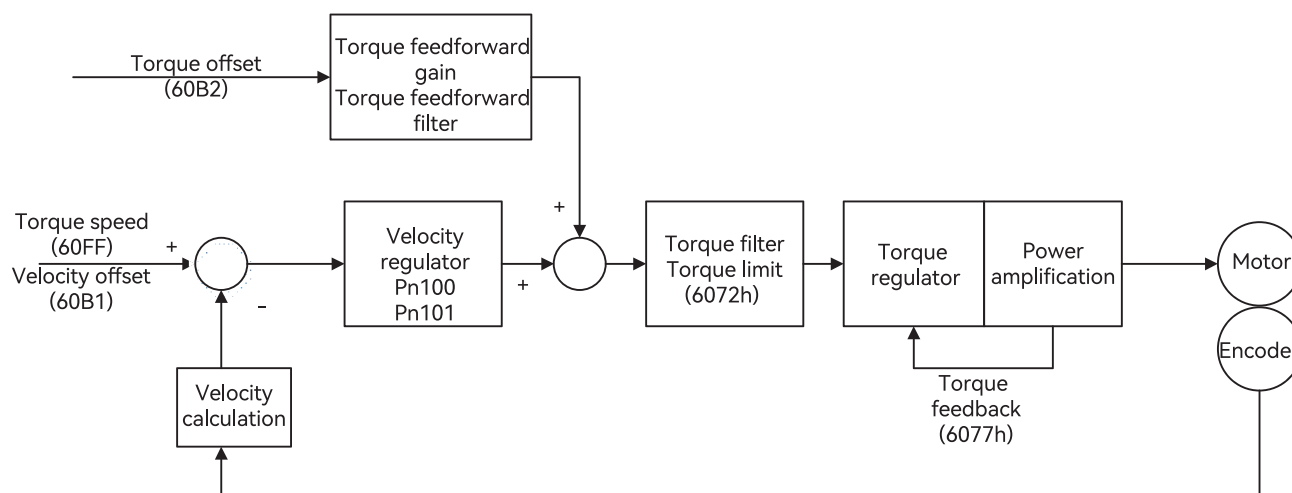 Torque offset
(60B2)
Torque feedforward
gain
Torque feedforward
filter
+
Torque speed
(60FF)
+
Velocity offset
(60B1)
−
Velocity
regulator
Pn100
Pn101
+
Torque filter
Torque limit
(6072h)
Torque
regulator
Power
amplification
Motor
Encode
Velocity
calculation
Torque
feedback
(6077h)